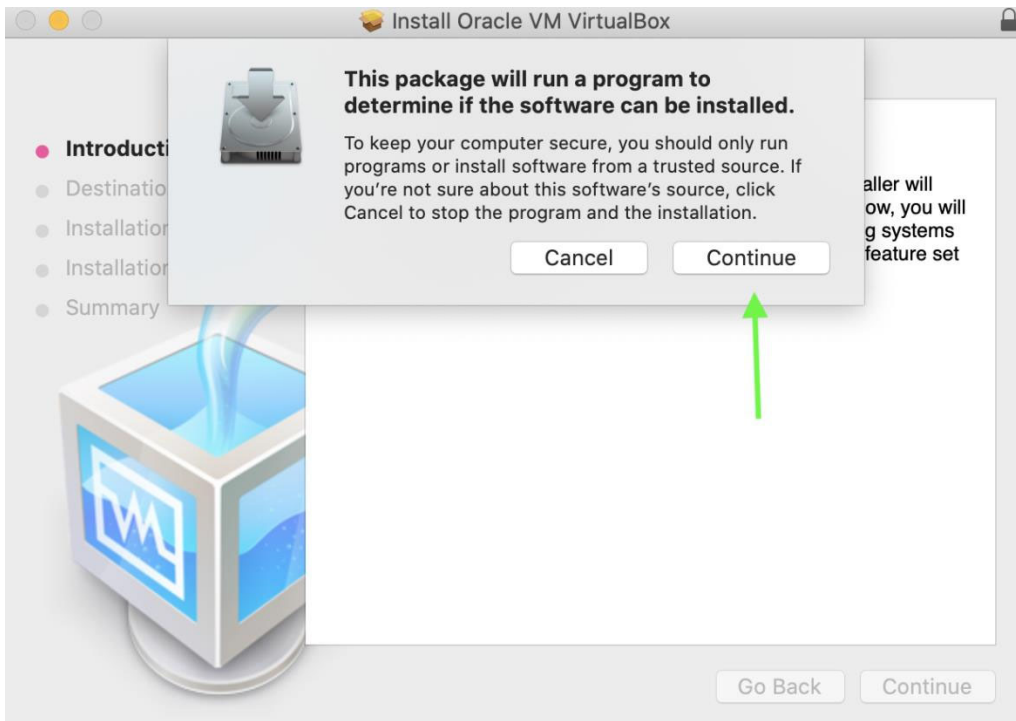 Install Oracle VM VirtualBox
This package will run a program to
determine if the software can be installed.
To keep your computer secure, you should only run
programs or install software from a trusted source. If
you’re not sure about this software’s source, click
Cancel to stop the program and the installation.
Cancel
Continue
Introducti
Destinatio
Installation
Installation
Summary
aller will
ow, you will
g systems
feature set
Go Back
Continue